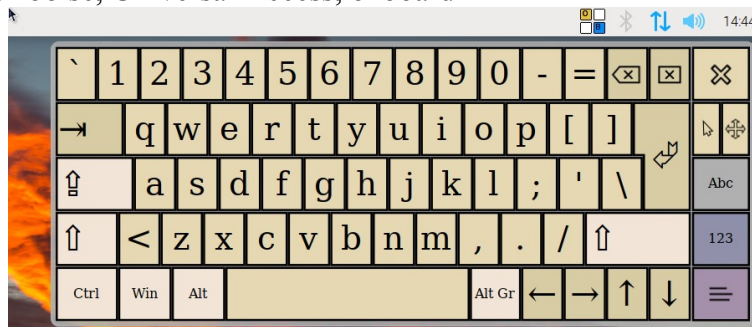 14:44
` 1 2 3 4 5 6 7 8 9 0 - =
q w e r t y u i o p [ ]
a s d f g h j k l ; ' \ Abc
< z x c v b n m , . / 123
Ctrl Win Alt Alt Gr ← → ↑ ↓